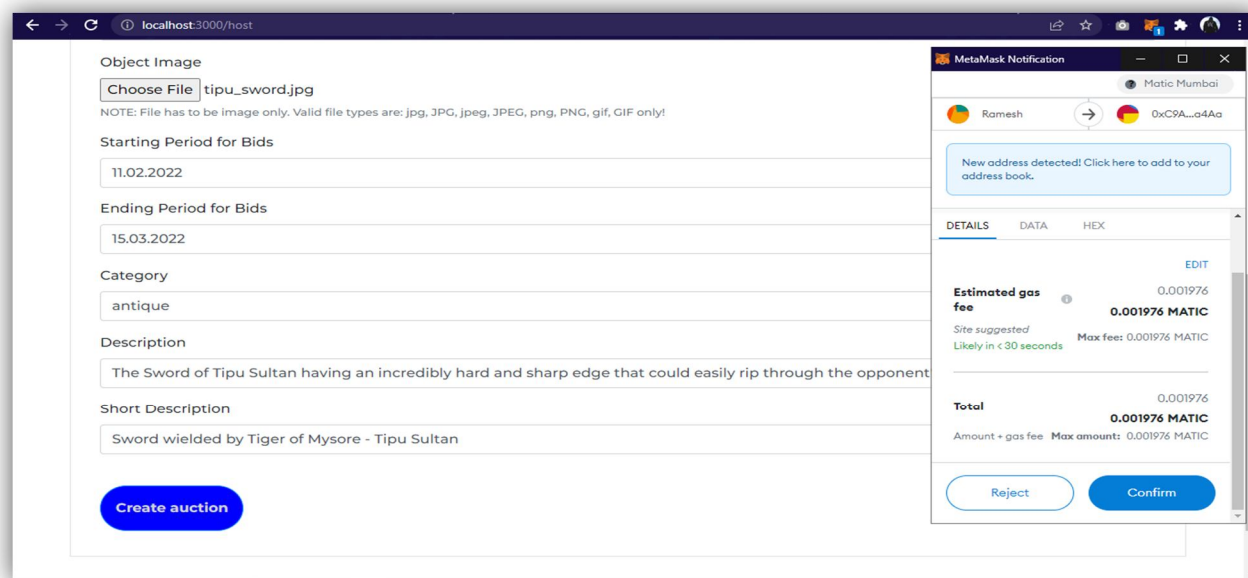 localhost:3000/host
1
Object Image
Choose File tipu_sword.jpg
NOTE: File has to be image only. Valid file types are: jpg, JPG, jpeg, JPEG, png, PNG, gif, GIF only!
Starting Period for Bids
11.02.2022
Ending Period for Bids
15.03.2022
Category
antique
Description
The Sword of Tipu Sultan having an incredibly hard and sharp edge that could easily rip through the opponent
Short Description
Sword wielded by Tiger of Mysore - Tipu Sultan
Create auction
MetaMask Notification
Matic Mumbai
Ramesh 0xC9A...a4Aa
New address detected! Click here to add to your
address book.
DETAILS DATA HEX
EDIT
Estimated gas
fee
0.001976
0.001976 MATIC
Site suggested
Likely in < 30 seconds
Max fee: 0.001976 MATIC
0.001976
Total
0.001976 MATIC
Amount + gas fee Max amount: 0.001976 MATIC
Reject Confirm